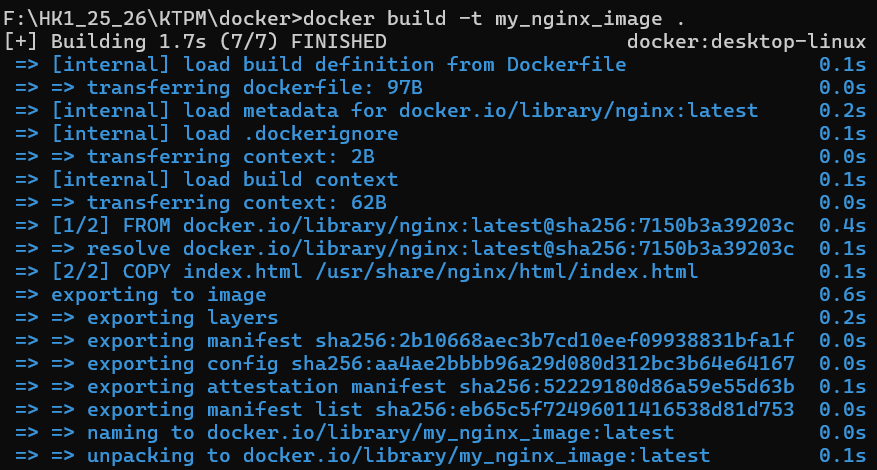 F:\HK1_25_26\KTPM\docker>docker build -t my_nginx_image .
[+] Building 1.7s (7/7) FINISHED docker:desktop-linux
=> [internal] load build definition from Dockerfile 0.1s
=> => transferring dockerfile: 97B 0.0s
=> [internal] load metadata for docker.io/library/nginx:latest 0.2s
=> [internal] load .dockerignore 0.1s
=> => transferring context: 2B 0.0s
=> [internal] load build context 0.1s
=> => transferring context: 62B 0.0s
=> [1/2] FROM docker.io/library/nginx:latest@sha256:7150b3a39203c 0.4s
=> => resolve docker.io/library/nginx:latest@sha256:7150b3a39203c 0.1s
=> [2/2] COPY index.html /usr/share/nginx/html/index.html 0.1s
=> exporting to image 0.6s
=> => exporting layers 0.2s
=> => exporting manifest sha256:2b10668aec3b7cd10eef09938831bfa1f 0.0s
=> => exporting config sha256:aa4ae2bbbb96a29d080d312bc3b64e64167 0.0s
=> => exporting attestation manifest sha256:52229180d86a59e55d63b 0.1s
=> => exporting manifest list sha256:eb65c5f72496011416538d81d753 0.0s
=> => naming to docker.io/library/my_nginx_image:latest 0.0s
=> => unpacking to docker.io/library/my_nginx_image:latest 0.1s